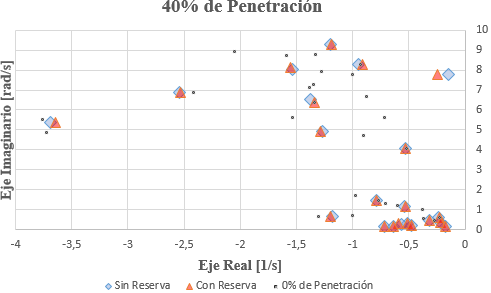 40% de Penetración
10
9
8
7
6
5
4
3
2
1
0
Eje Imaginario [rad/s]
-4 -3,5 -3 -2,5 -2 -1,5 -1 -0,5 0
Eje Real [1/s]
Sin Reserva Con Reserva 0% de Penetración